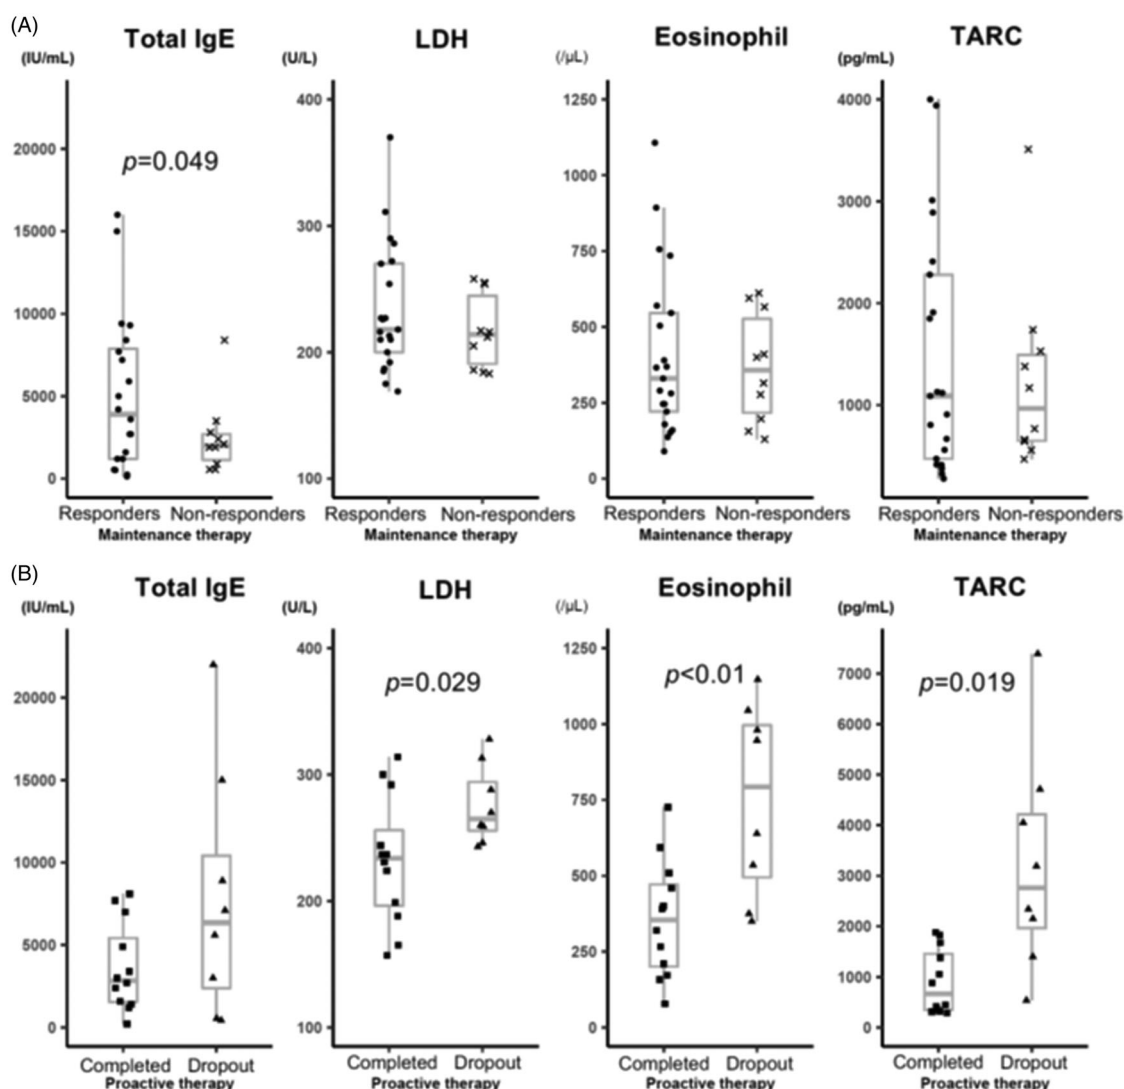 (A)
Total IgE
LDH
Eosinophil
TARC
(IU/mL)
(U/L)
(/μL)
(pg/mL)
20000
15000
10000
5000
0
p=0.049
400
300
200
100
1250
1000
750
500
250
0
4000
3000
2000
1000
Responders Non-responders
Responders Non-responders
Responders Non-responders
Responders Non-responders
Maintenance therapy
Maintenance therapy
Maintenance therapy
Maintenance therapy
(B)
Total IgE
LDH
Eosinophil
TARC
(IU/mL)
(U/L)
(/μL)
(pg/mL)
20000
15000
10000
5000
0
400
300
200
100
p=0.029
1250
1000
750
500
250
0
p<0.01
7000
6000
5000
4000
3000
2000
1000
0
p=0.019
Completed Dropout
Completed Dropout
Completed Dropout
Completed Dropout
Proactive therapy
Proactive therapy
Proactive therapy
Proactive therapy